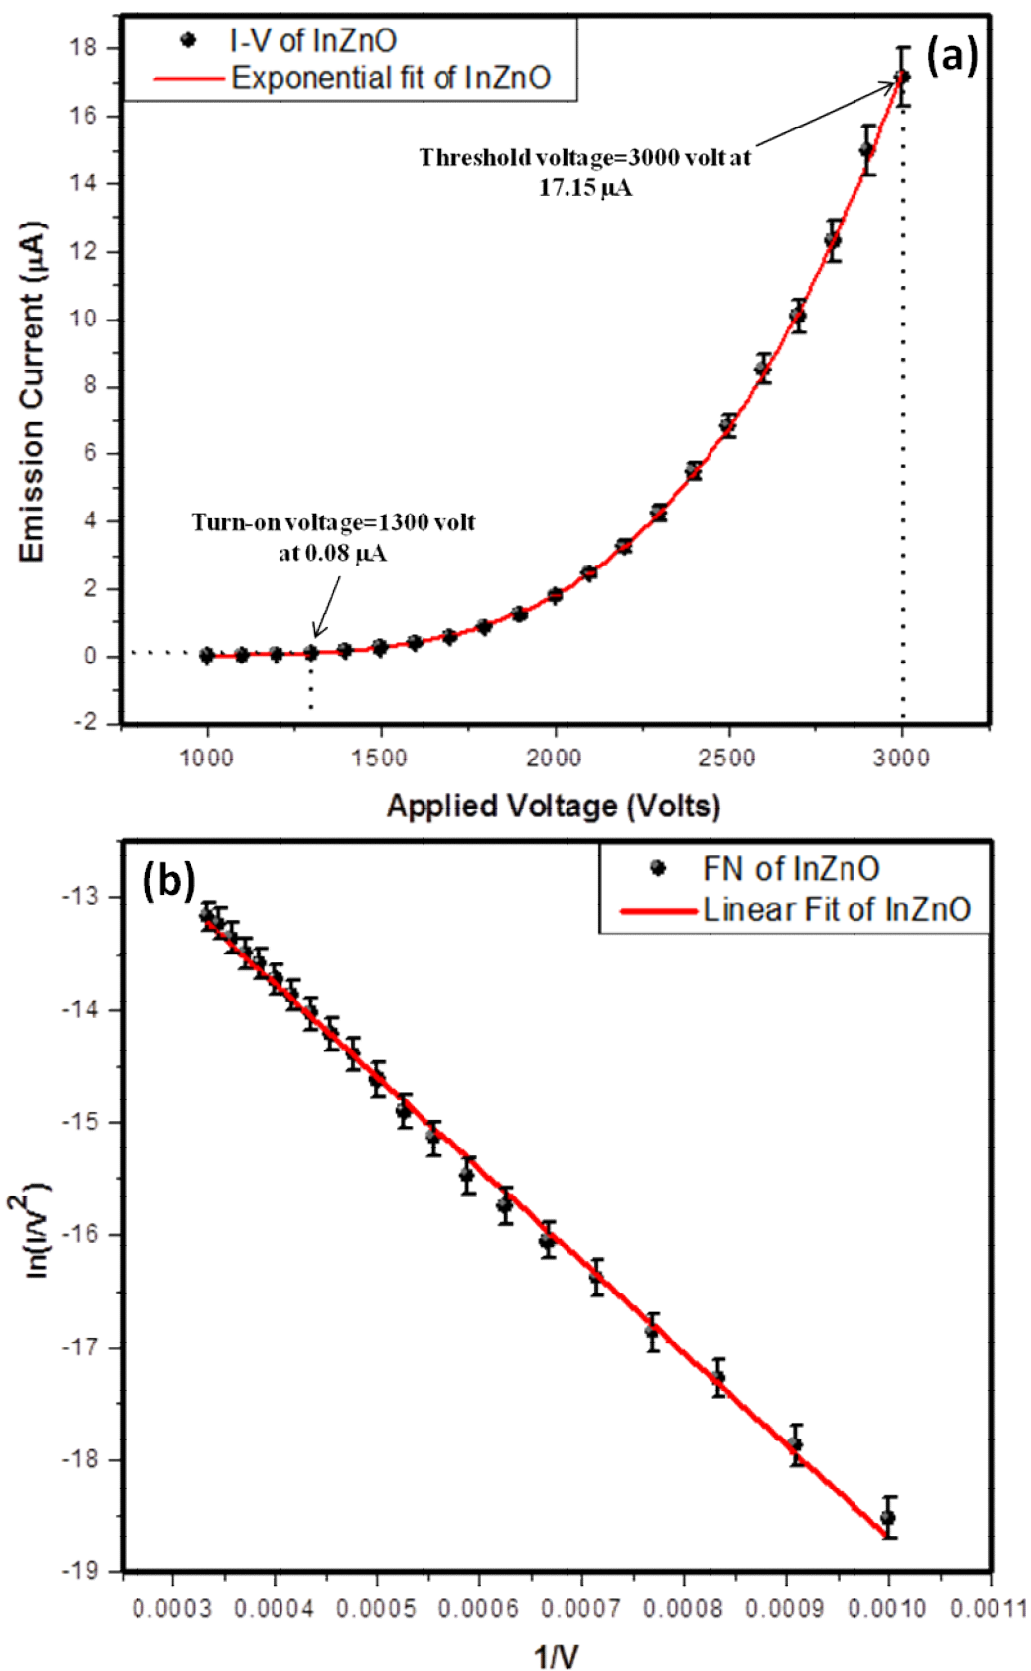 (a)
I-V of InZnO
Exponential fit of InZnO
Threshold voltage=3000 volt at
17.15 μA
Turn-on voltage=1300 volt
at 0.08 μA
Emission Current (μA)
18
16
14
12
10
8
6
4
2
0
-2
1000 1500 2000 2500 3000
Applied Voltage (Volts)
(b)
FN of InZnO
Linear Fit of InZnO
ln(I/v²)
-13
-14
-15
-16
-17
-18
-19
0.0003 0.0004 0.0005 0.0006 0.0007 0.0008 0.0009 0.0010 0.0011
1/V